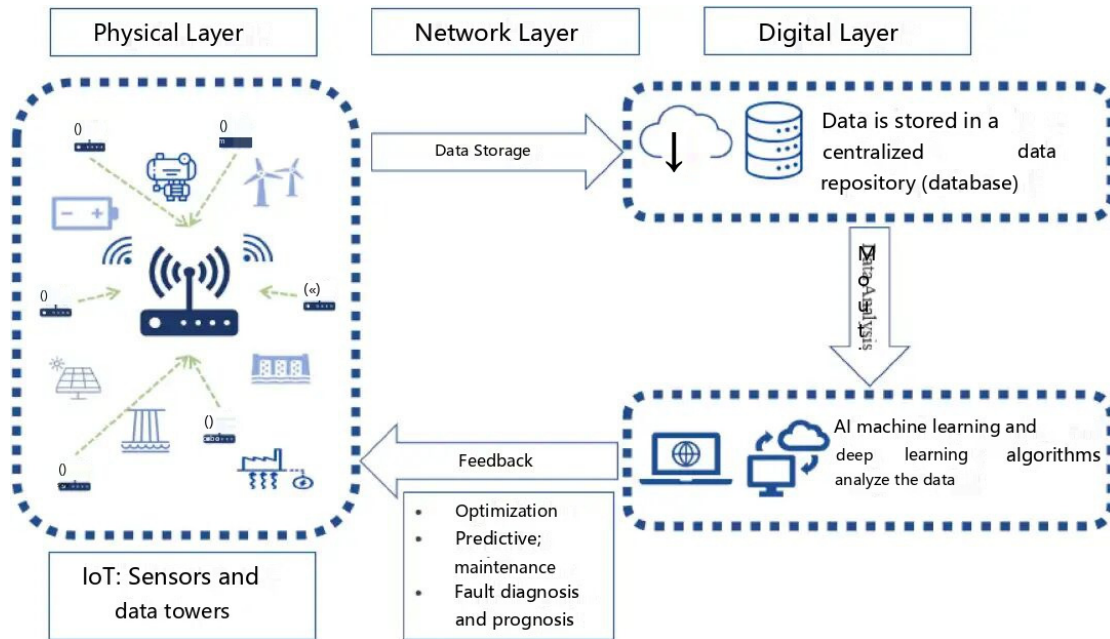 Physical Layer
Network Layer
Digital Layer
()
()
()
(«)
()
()
Data Storage
Data is stored in a
centralized data
repository (database)
Data Analysis
AI machine learning and
deep learning algorithms
analyze the data
Feedback
• Optimization
• Predictive;
maintenance
• Fault diagnosis
and prognosis
IoT: Sensors and
data towers